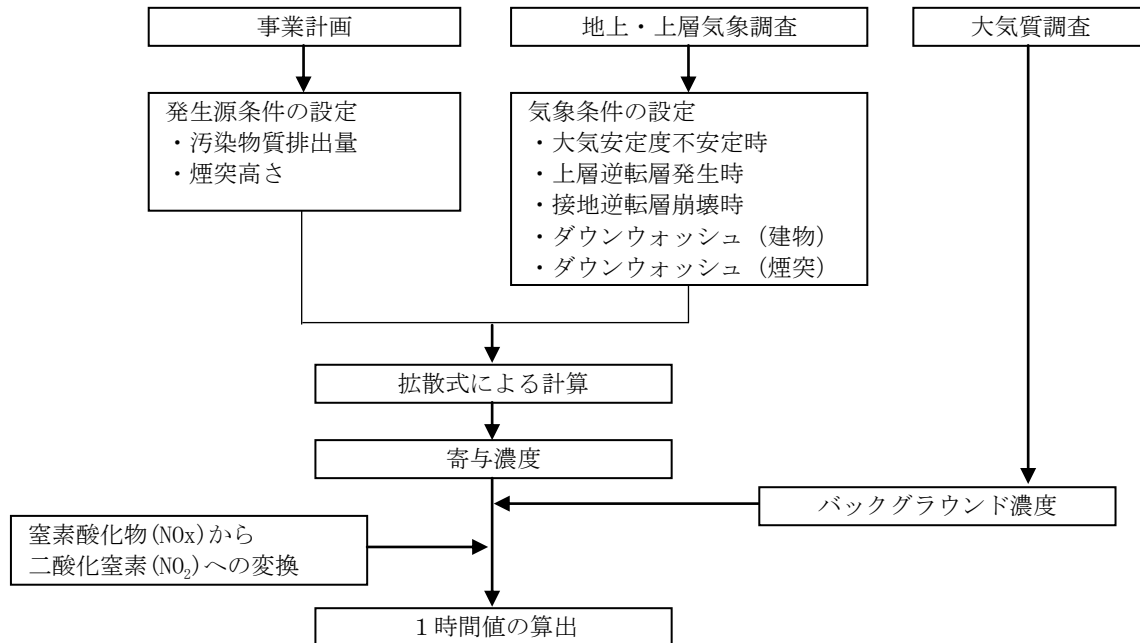 事業計画
地上・上層気象調査
大気質調査
発生源条件の設定
・汚染物質排出量
・煙突高さ
気象条件の設定
・大気安定度不安定時
・上層逆転層発生時
・接地逆転層崩壊時
・ダウンウォッシュ（建物）
・ダウンウォッシュ（煙突）
拡散式による計算
寄与濃度
バックグラウンド濃度
窒素酸化物(NOx)から
二酸化窒素(NO₂)への変換
１時間値の算出